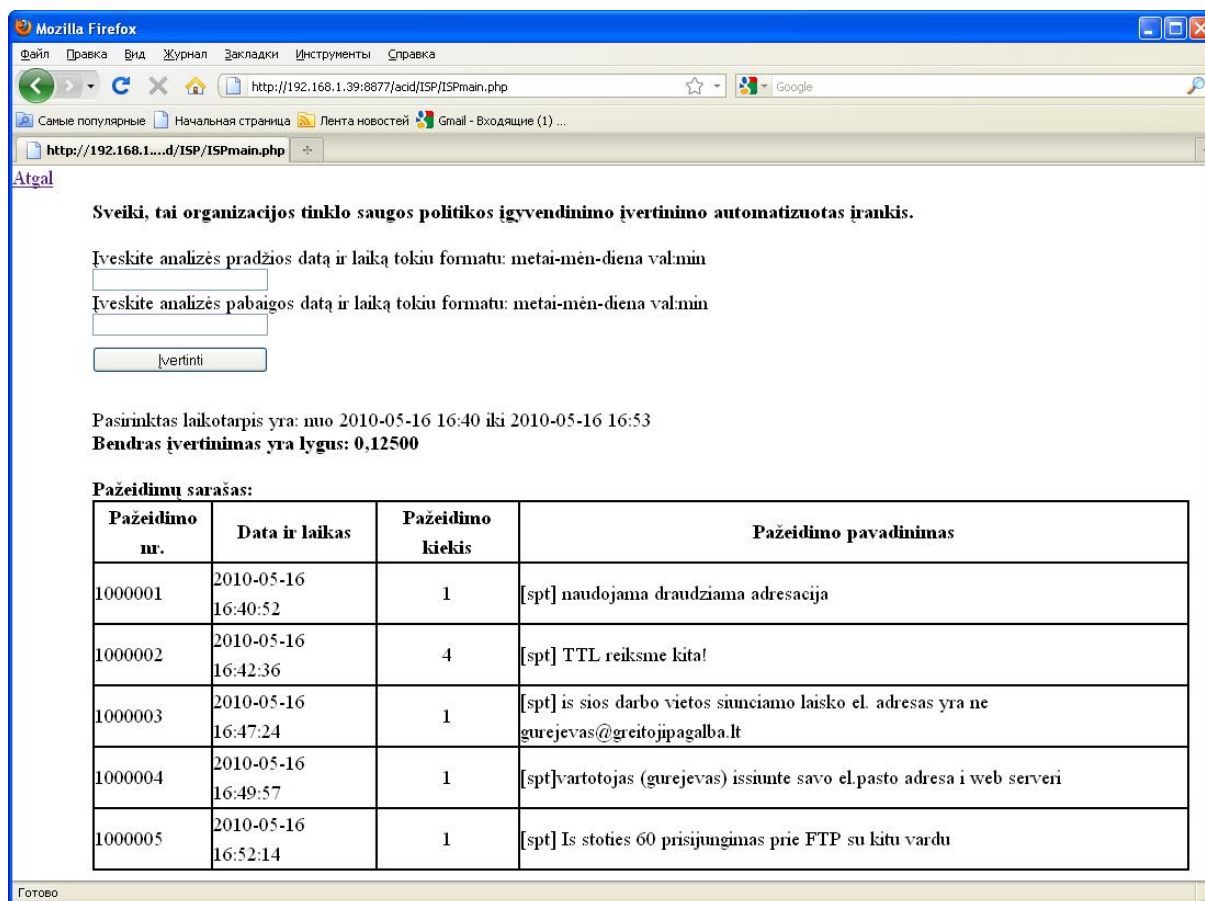 Mozilla Firefox
Файл Правка Вид Журнал Закладки Инструменты Справка
http://192.168.1.39:8877/acid/ISP/ISPmain.php Google
Самые популярные Начальная страница Лента новостей Gmail - Входящие (1) ...
http://192.168.1....d/ISP/ISPmain.php
Atgal
Sveiki, tai organizacijos tinklo saugos politikos įgyvendinimo įvertinimo automatizuotas įrankis.
Įveskite analizės pradžios datą ir laiką tokiu formatu: metai-mėn-diena val:min
Įveskite analizės pabaigos datą ir laiką tokiu formatu: metai-mėn-diena val:min
Įvertinti
Pasirinktas laikotarpis yra: nuo 2010-05-16 16:40 iki 2010-05-16 16:53
Bendras įvertinimas yra lygus: 0,12500
Pažeidimų sarašas:
Pažeidimo nr. Data ir laikas Pažeidimo kiekis Pažeidimo pavadinimas
1000001 2010-05-16 16:40:52 1 [spt] naudojama draudziama adresacija
1000002 2010-05-16 16:42:36 4 [spt] TTL reiksme kita!
1000003 2010-05-16 16:47:24 1 [spt] is sios darbo vietos siunciamo laisko el. adresas yra ne gurejevas@greitojipagalba.lt
1000004 2010-05-16 16:49:57 1 [spt]vartotojas (gurejevas) issiunte savo el.pasto adresa i web serveri
1000005 2010-05-16 16:52:14 1 [spt] Is stoties 60 prisijungimas prie FTP su kitu vardu
Готово